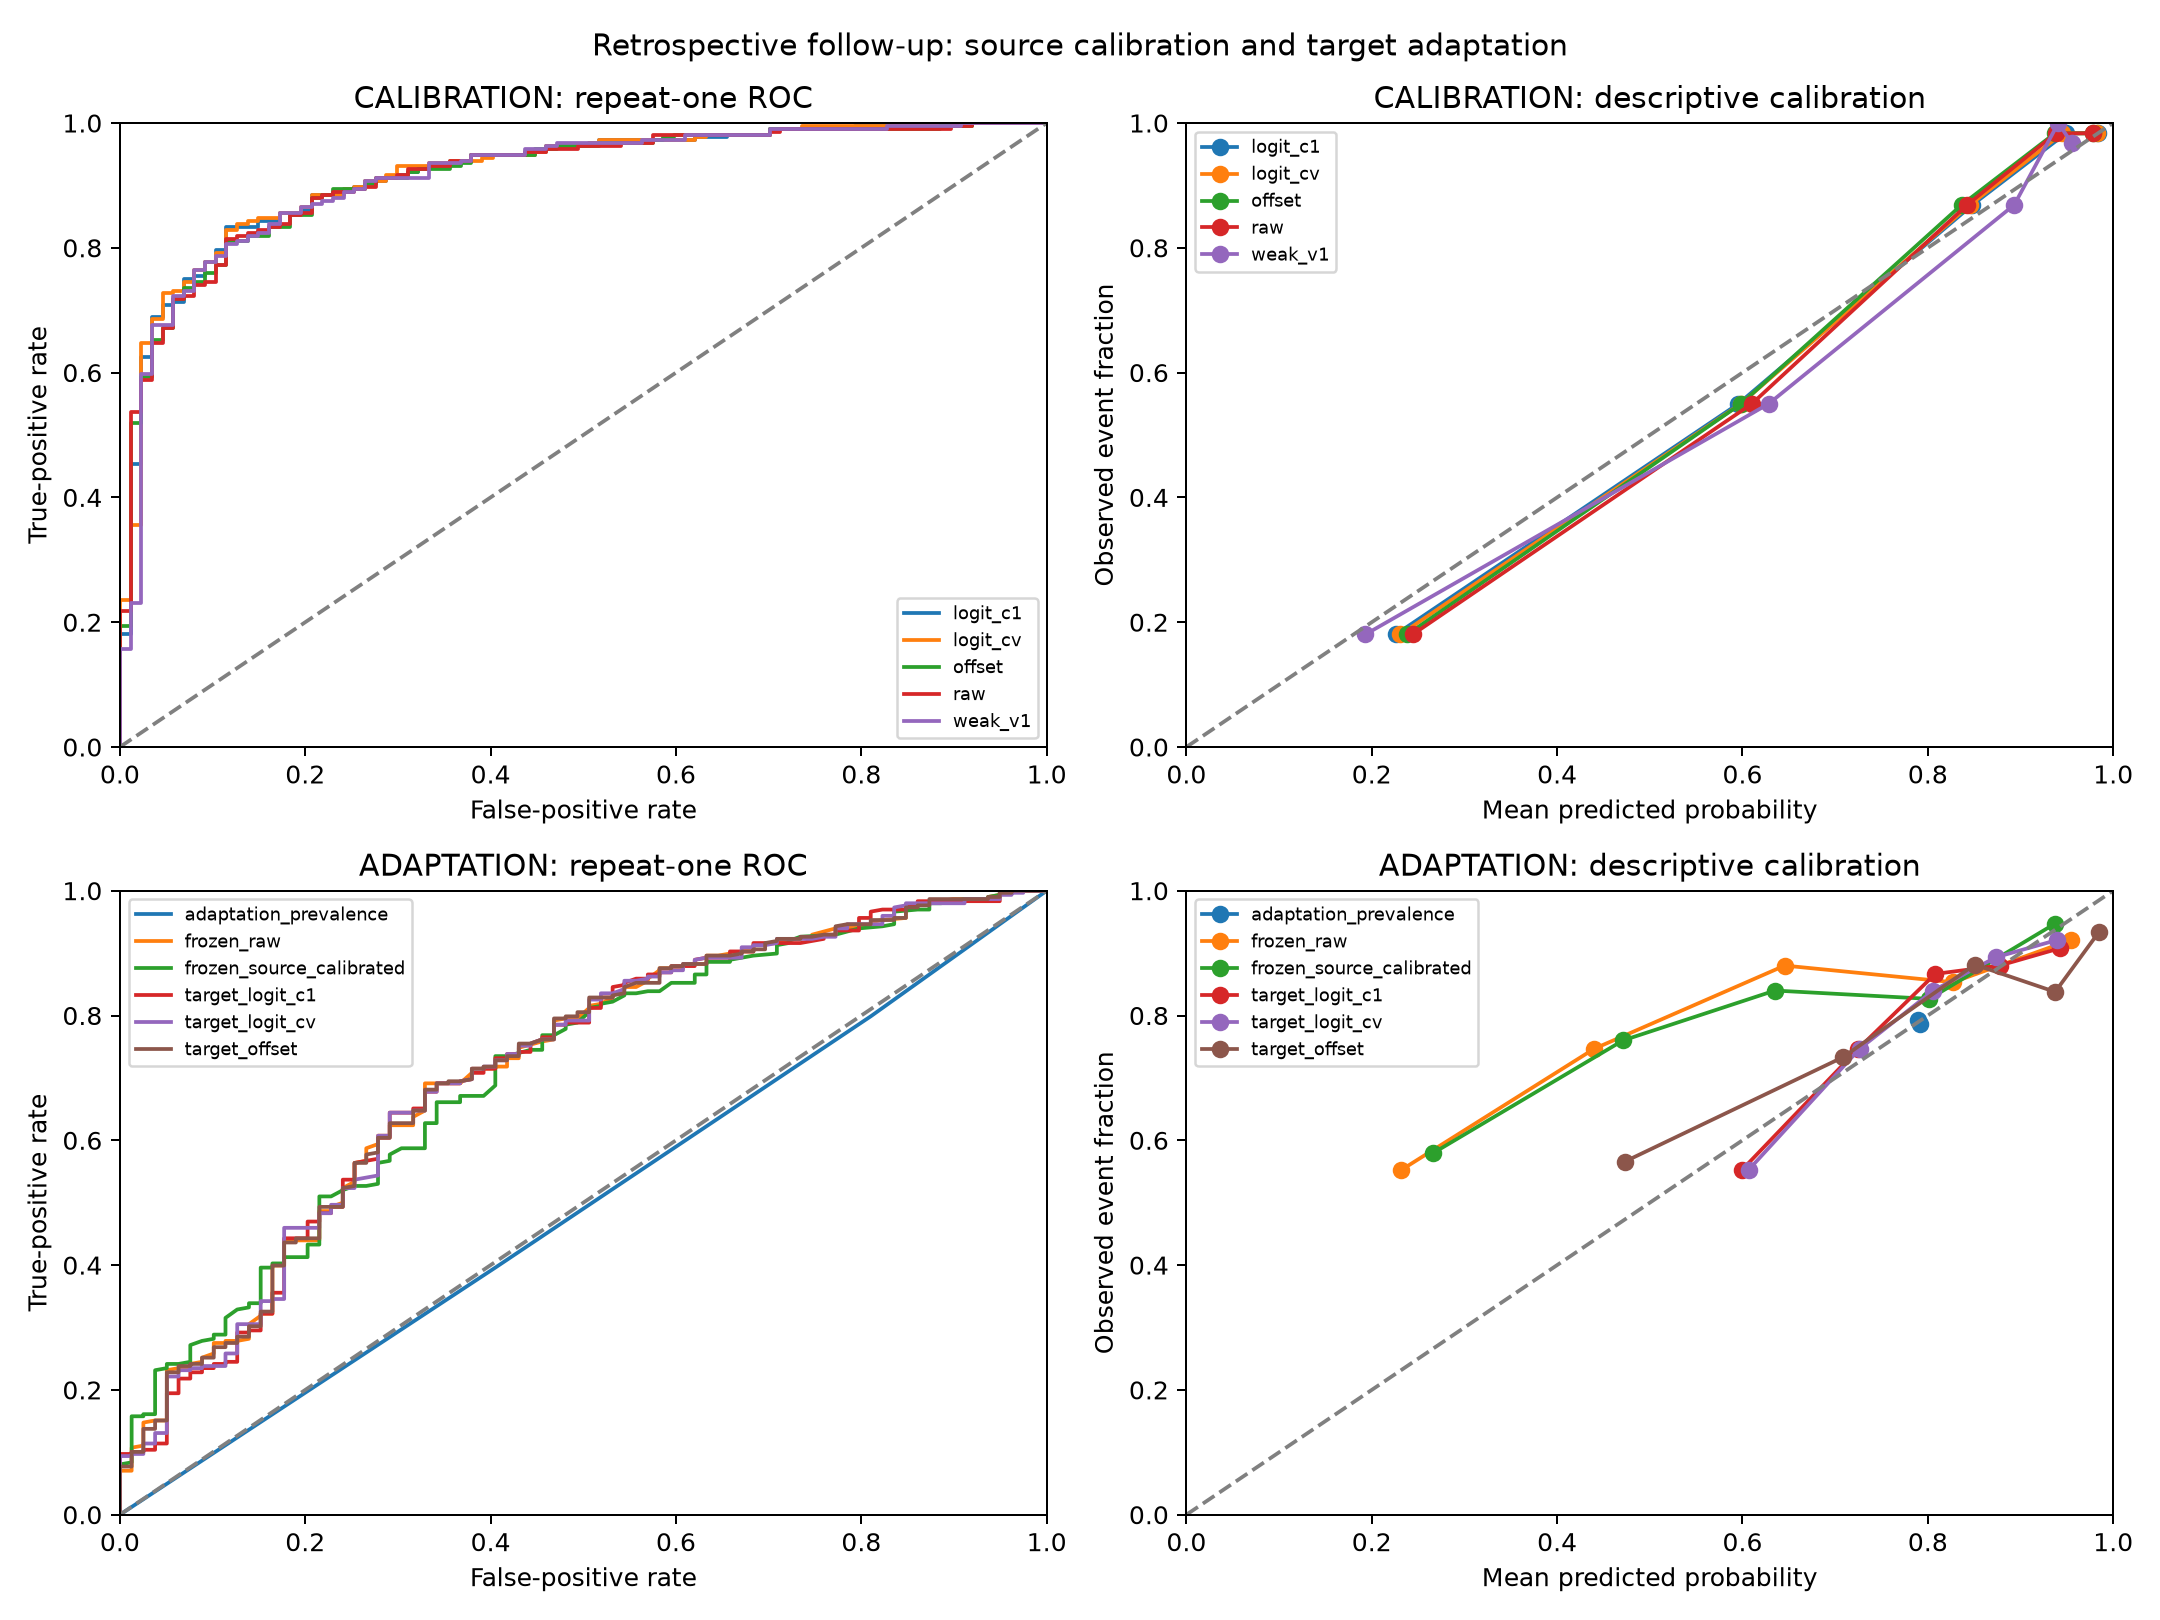 Retrospective follow-up: source calibration and target adaptation
CALIBRATION: repeat-one ROC
True-positive rate
1.0
0.8
0.6
0.4
0.2
0.0
logit_c1
logit_cv
offset
raw
weak_v1
0.0 0.2 0.4 0.6 0.8 1.0
False-positive rate
CALIBRATION: descriptive calibration
Observed event fraction
1.0
0.8
0.6
0.4
0.2
0.0
logit_c1
logit_cv
offset
raw
weak_v1
0.0 0.2 0.4 0.6 0.8 1.0
Mean predicted probability
ADAPTATION: repeat-one ROC
True-positive rate
1.0
0.8
0.6
0.4
0.2
0.0
adaptation_prevalence
frozen_raw
frozen_source_calibrated
target_logit_c1
target_logit_cv
target_offset
0.0 0.2 0.4 0.6 0.8 1.0
False-positive rate
ADAPTATION: descriptive calibration
Observed event fraction
1.0
0.8
0.6
0.4
0.2
0.0
adaptation_prevalence
frozen_raw
frozen_source_calibrated
target_logit_c1
target_logit_cv
target_offset
0.0 0.2 0.4 0.6 0.8 1.0
Mean predicted probability